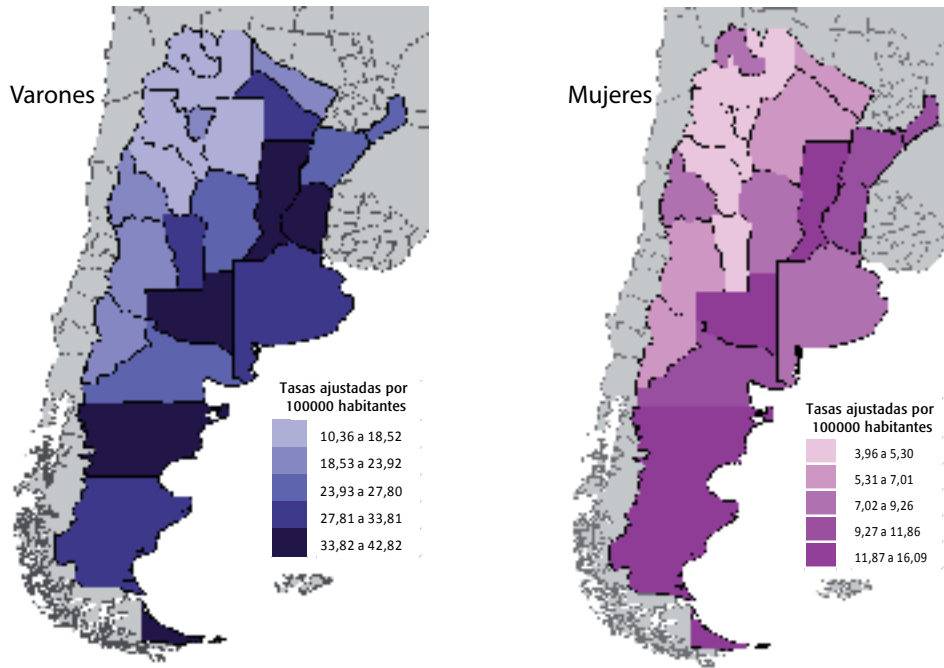 Varones
Tasas ajustadas por
100000 habitantes
10,36 a 18,52
18,53 a 23,92
23,93 a 27,80
27,81 a 33,81
33,82 a 42,82
Mujeres
Tasas ajustadas por
100000 habitantes
3,96 a 5,30
5,31 a 7,01
7,02 a 9,26
9,27 a 11,86
11,87 a 16,09